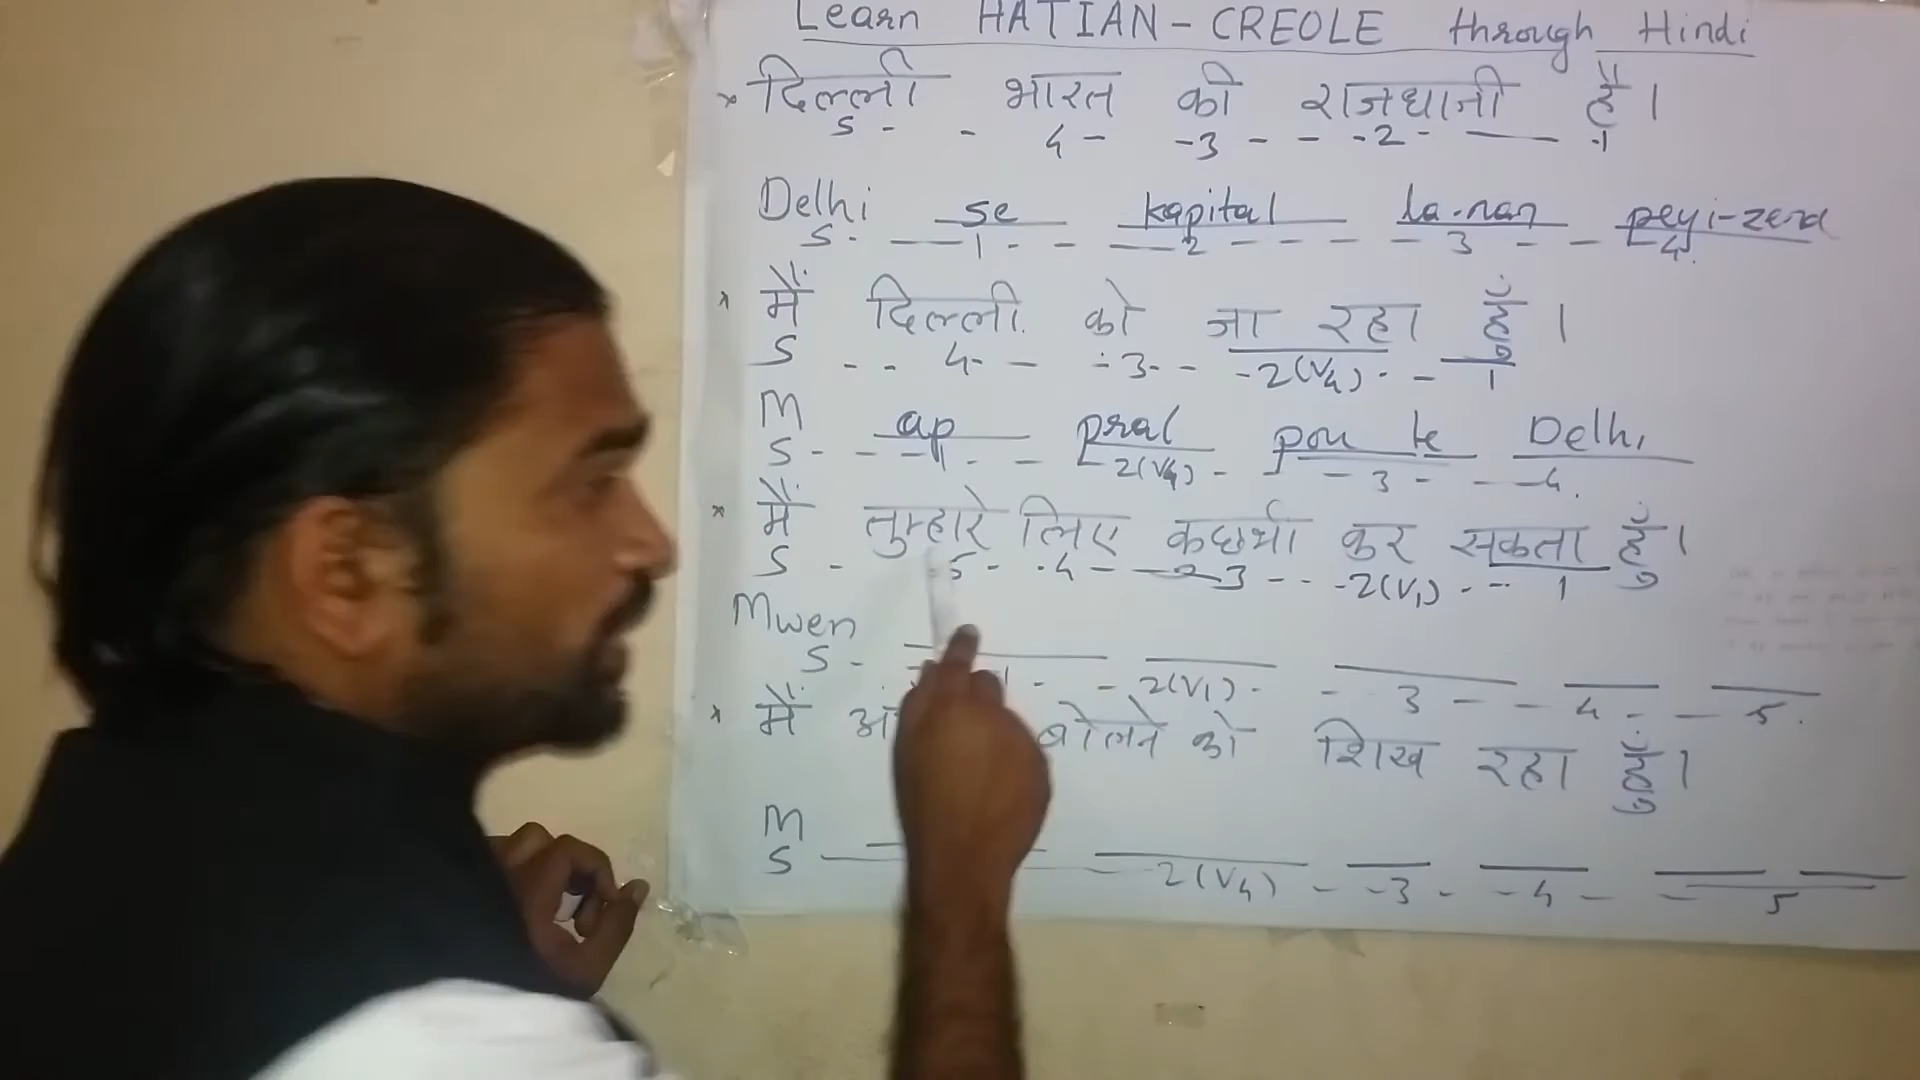 Learn HATIAN-CREOLE through Hindi
* दिल्ली भारत की राजधानी है।
S - - 4 - -3 - - -2 - — -1
Delhi se kapital la-nan peyi-zend
S - — 1 - - — 2 - - - - 3 - - 4.
* मैं दिल्ली को जा रहा हूँ।
S - - 4 - - -3 - - -2(V4) - - 1
M ap pral pou le Delhi
S - - - 1 - - - 2(V4) - - 3 - - 4.
* मैं तुम्हारे लिए कछभी कर सकता हूँ।
S - 5 - - 4 - - 3 - - -2(V1) - - 1
Mwen
S - - - 2(V1) - - 3 - - 4 - - 5.
* मैं बोलने को शिख रहा हूँ।
M
S — - 2(V4) - - 3 - - 4 - - 5